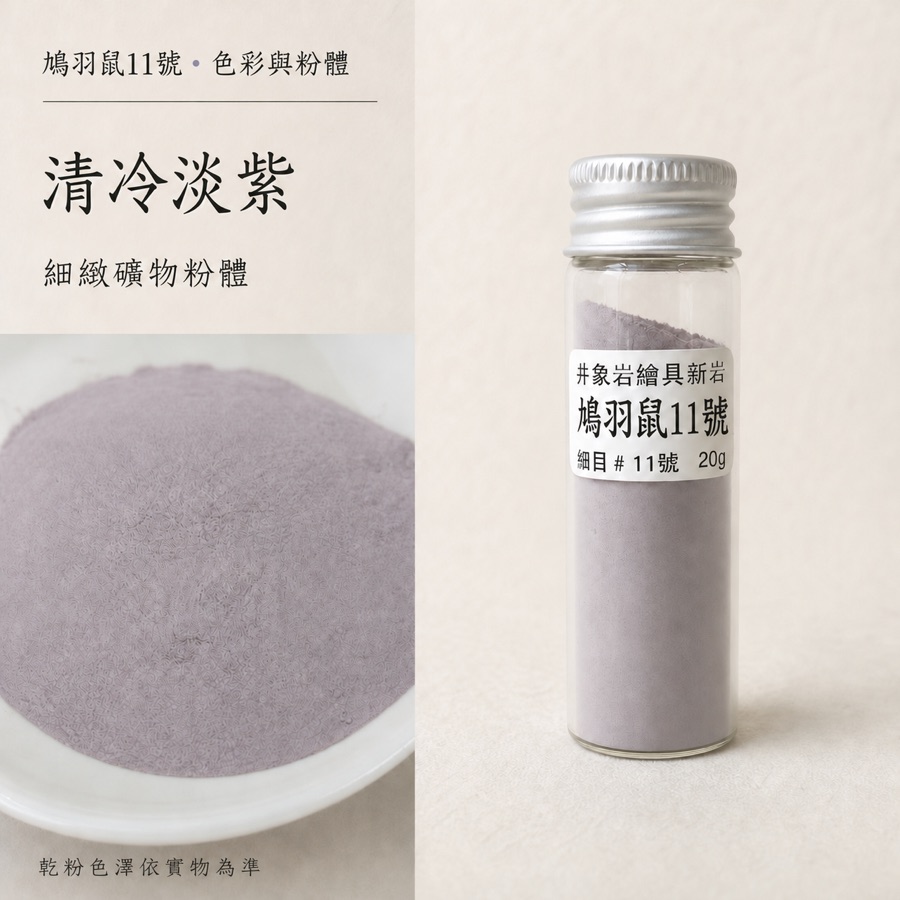 鳩羽鼠11號・色彩與粉體
清冷淡紫
細緻礦物粉體
井象岩繪具新岩
鳩羽鼠11號
細目 # 11號 20g
乾粉色澤依實物為準